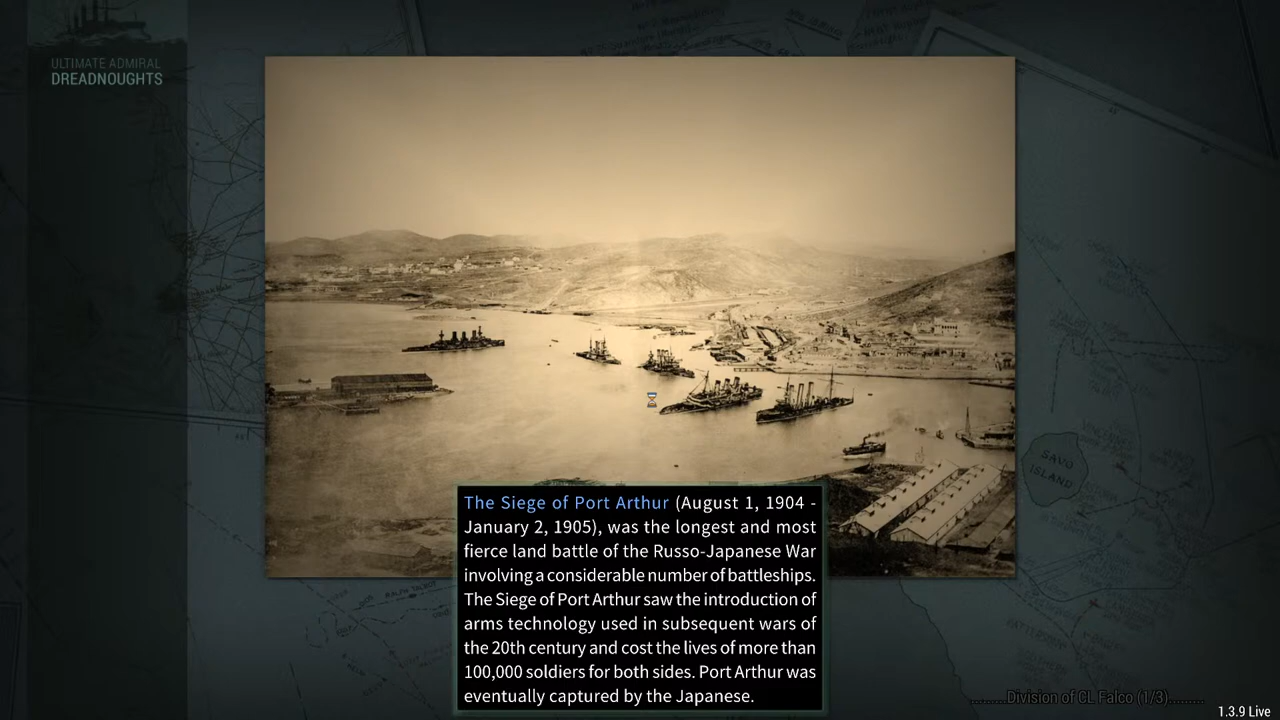 ULTIMATE ADMIRAL
DREADNOUGHTS
SAVO
ISLAND
The Siege of Port Arthur (August 1, 1904 -
January 2, 1905), was the longest and most
fierce land battle of the Russo-Japanese War
involving a considerable number of battleships.
The Siege of Port Arthur saw the introduction of
arms technology used in subsequent wars of
the 20th century and cost the lives of more than
100,000 soldiers for both sides. Port Arthur was
eventually captured by the Japanese.
Division of CL Falco (1/3)
1.3.9 Live